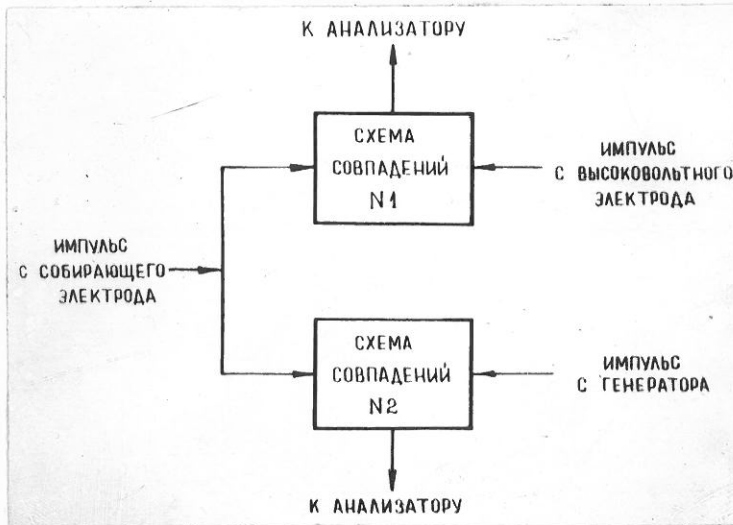 К АНАЛИЗАТОРУ
СХЕМА
СОВПАДЕНИЙ
N1
ИМПУЛЬС
С ВЫСОКОВОЛЬТНОГО
ЭЛЕКТРОДА
ИМПУЛЬС
С СОБИРАЮЩЕГО
ЭЛЕКТРОДА
СХЕМА
СОВПАДЕНИЙ
N2
ИМПУЛЬС
С ГЕНЕРАТОРА
К АНАЛИЗАТОРУ